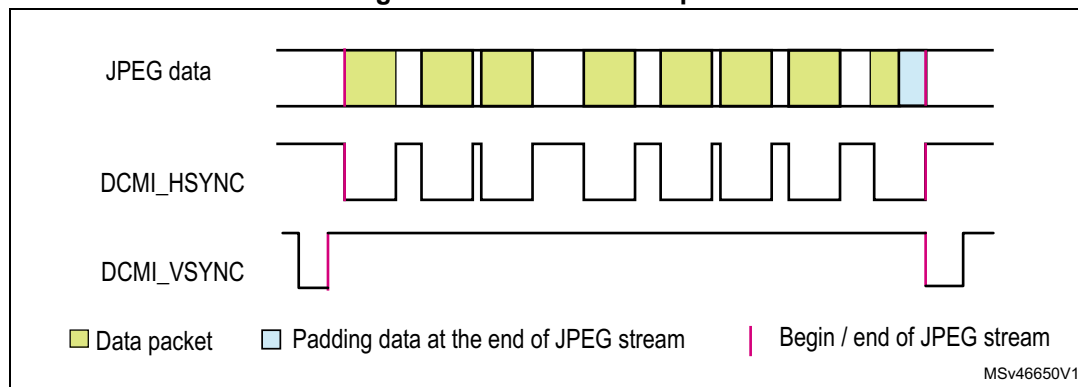 JPEG data
DCMI_HSYNC
DCMI_VSYNC
Data packet Padding data at the end of JPEG stream Begin / end of JPEG stream
MSv46650V1